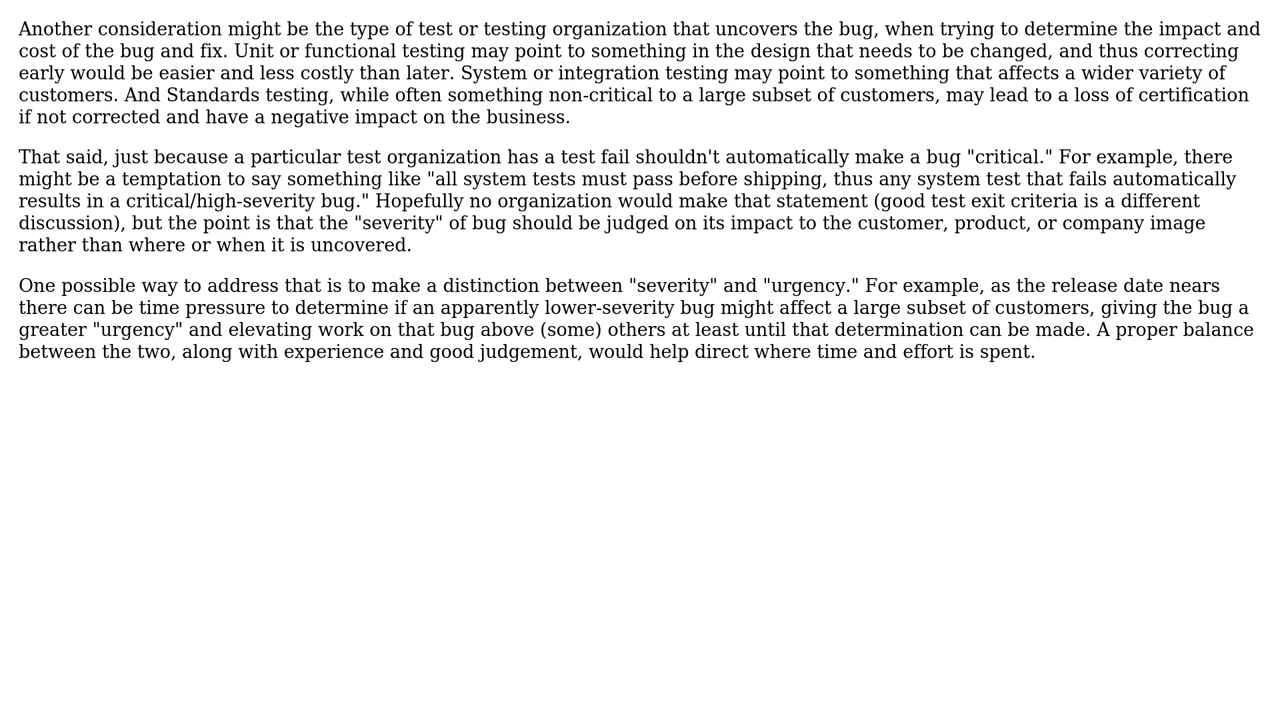 Another consideration might be the type of test or testing organization that uncovers the bug, when trying to determine the impact and
cost of the bug and fix. Unit or functional testing may point to something in the design that needs to be changed, and thus correcting
early would be easier and less costly than later. System or integration testing may point to something that affects a wider variety of
customers. And Standards testing, while often something non-critical to a large subset of customers, may lead to a loss of certification
if not corrected and have a negative impact on the business.
That said, just because a particular test organization has a test fail shouldn't automatically make a bug "critical." For example, there
might be a temptation to say something like "all system tests must pass before shipping, thus any system test that fails automatically
results in a critical/high-severity bug." Hopefully no organization would make that statement (good test exit criteria is a different
discussion), but the point is that the "severity" of bug should be judged on its impact to the customer, product, or company image
rather than where or when it is uncovered.
One possible way to address that is to make a distinction between "severity" and "urgency." For example, as the release date nears
there can be time pressure to determine if an apparently lower-severity bug might affect a large subset of customers, giving the bug a
greater "urgency" and elevating work on that bug above (some) others at least until that determination can be made. A proper balance
between the two, along with experience and good judgement, would help direct where time and effort is spent.